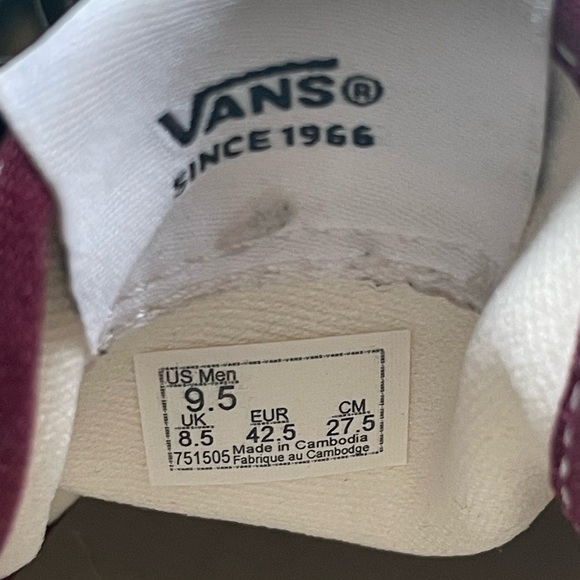 VANS®
SINCE 1966
US Men
9.5
UK EUR CM
8.5 42.5 27.5
751505 Made in Cambodia
Fabrique au Cambodge